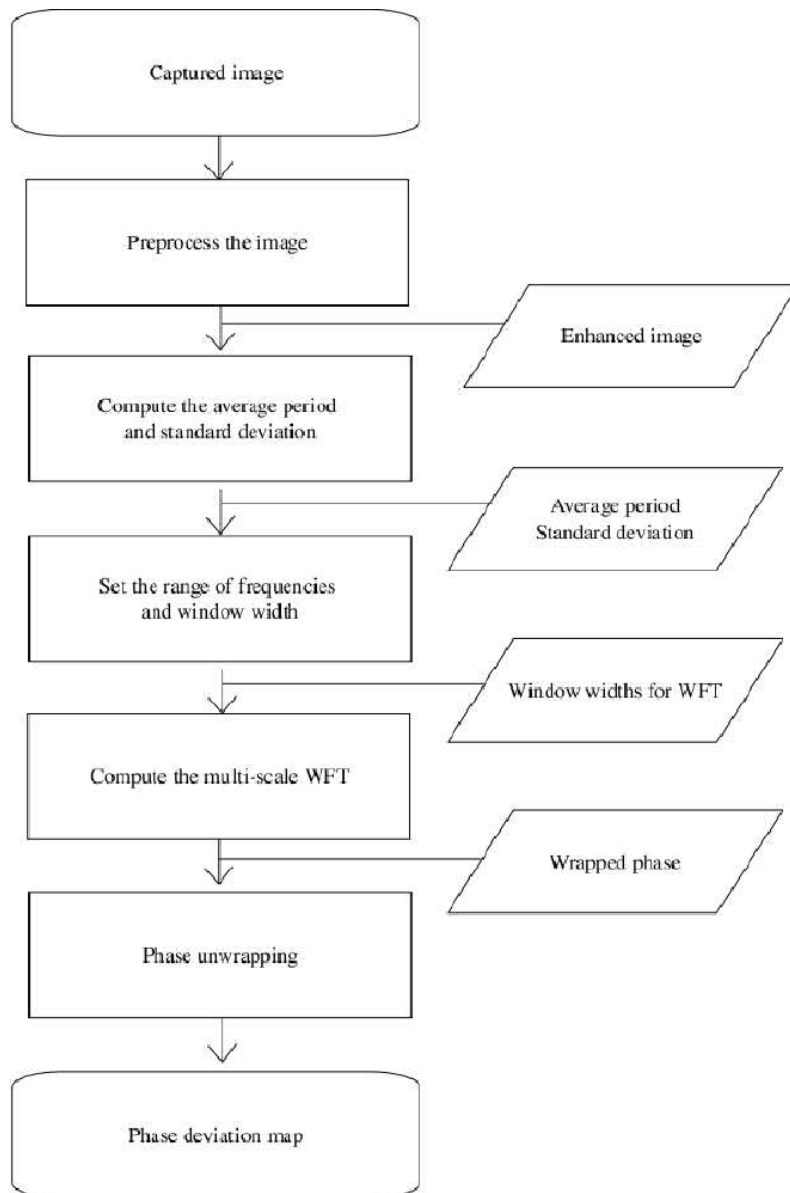 Captured image
Preprocess the image
Enhanced image
Compute the average period
and standard deviation
Average period
Standard deviation
Set the range of frequencies
and window width
Window widths for WFT
Compute the multi-scale WFT
Wrapped phase
Phase unwrapping
Phase deviation map